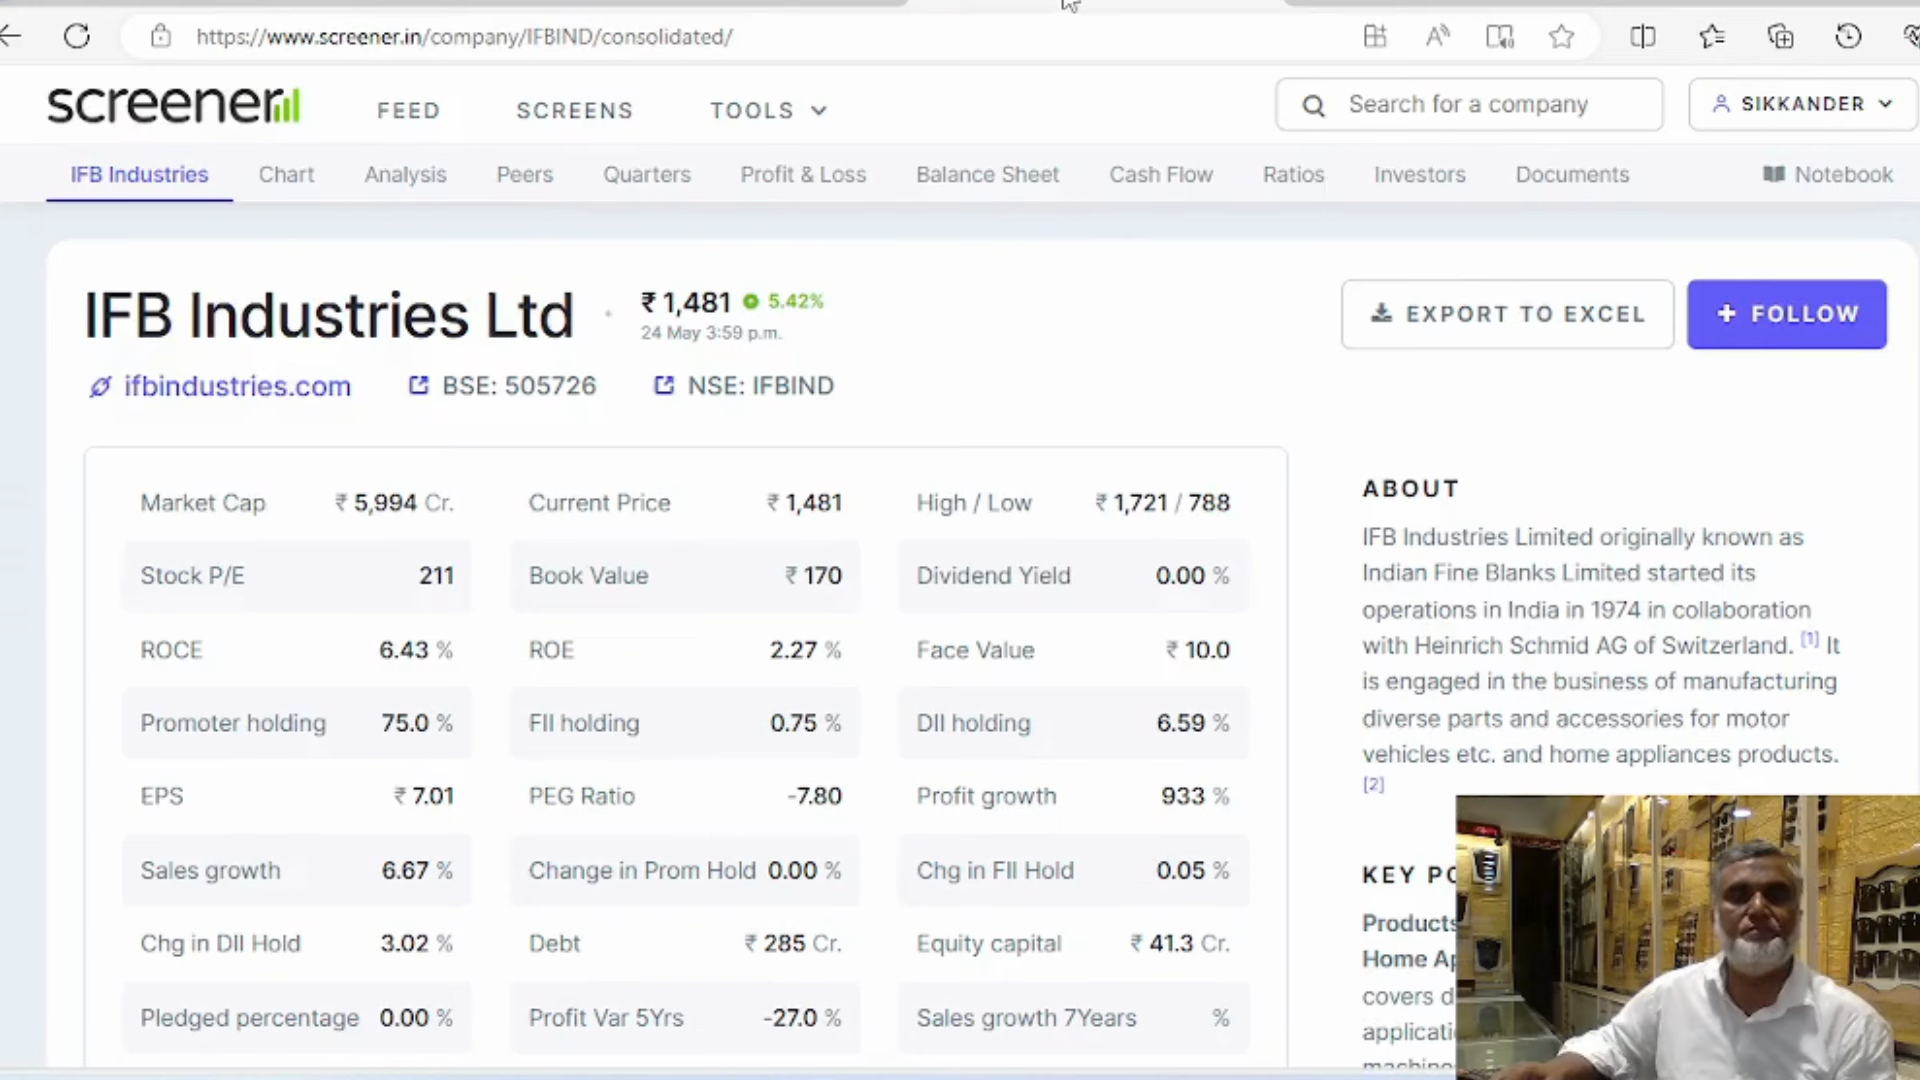 https://www.screener.in/company/IFBIND/consolidated/
screener
FEED
SCREENS
TOOLS
Search for a company
SIKKANDER
IFB Industries
Chart
Analysis
Peers
Quarters
Profit & Loss
Balance Sheet
Cash Flow
Ratios
Investors
Documents
Notebook
IFB Industries Ltd
₹ 1,481 5.42%
24 May 3:59 p.m.
EXPORT TO EXCEL
+ FOLLOW
ifbindustries.com
BSE: 505726
NSE: IFBIND
Market Cap ₹ 5,994 Cr.
Current Price ₹ 1,481
High / Low ₹ 1,721 / 788
Stock P/E 211
Book Value ₹ 170
Dividend Yield 0.00 %
ROCE 6.43 %
ROE 2.27 %
Face Value ₹ 10.0
Promoter holding 75.0 %
FII holding 0.75 %
DII holding 6.59 %
EPS ₹ 7.01
PEG Ratio -7.80
Profit growth 933 %
Sales growth 6.67 %
Change in Prom Hold 0.00 %
Chg in FII Hold 0.05 %
Chg in DII Hold 3.02 %
Debt ₹ 285 Cr.
Equity capital ₹ 41.3 Cr.
Pledged percentage 0.00 %
Profit Var 5Yrs -27.0 %
Sales growth 7Years %
ABOUT
IFB Industries Limited originally known as
Indian Fine Blanks Limited started its
operations in India in 1974 in collaboration
with Heinrich Schmid AG of Switzerland. [1] It
is engaged in the business of manufacturing
diverse parts and accessories for motor
vehicles etc. and home appliances products.
[2]
KEY PO
Products
Home Ap
covers d
applicati